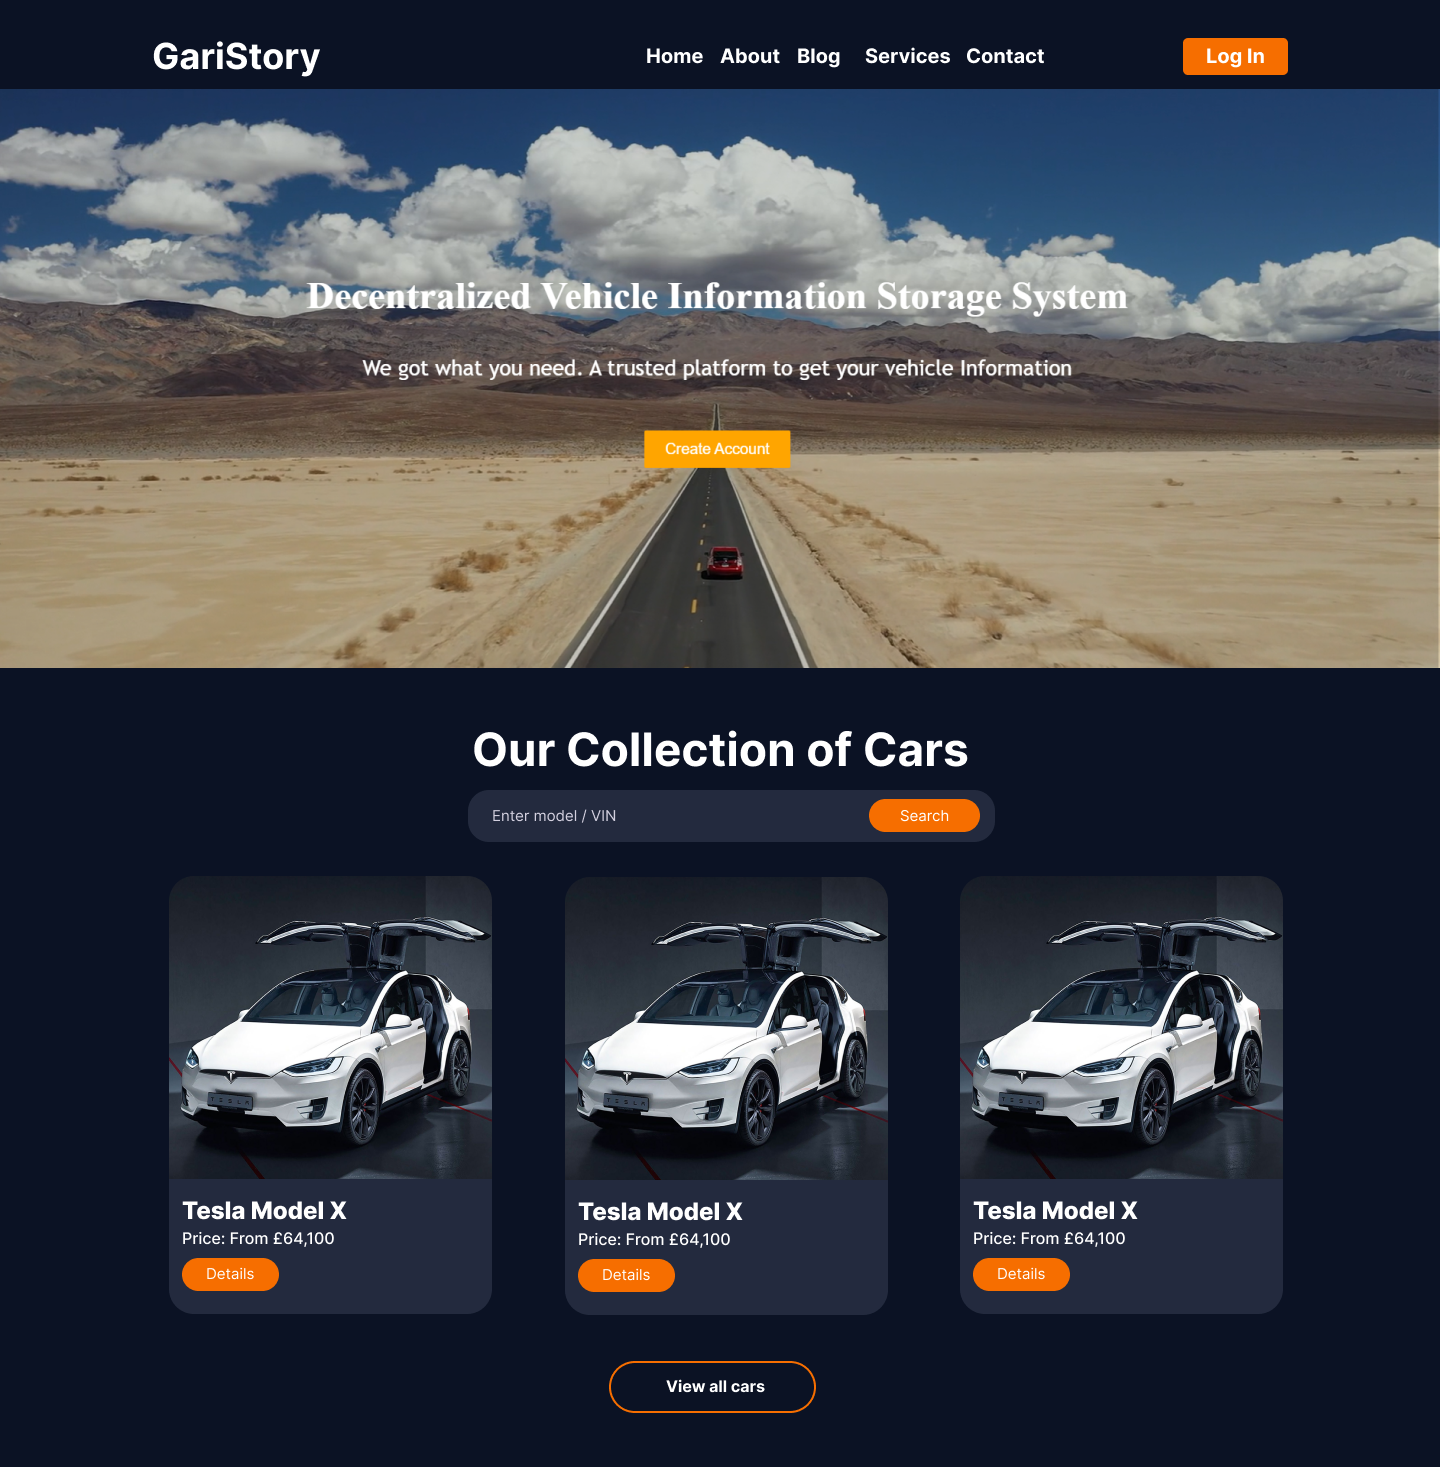 GariStory
Home About Blog Services Contact
Log In
Decentralized Vehicle Information Storage System
We got what you need. A trusted platform to get your vehicle Information
Create Account
Our Collection of Cars
Enter model / VIN
Search
TESLA
TESLA
TESLA
Tesla Model X
Price: From £64,100
Details
Tesla Model X
Price: From £64,100
Details
Tesla Model X
Price: From £64,100
Details
View all cars